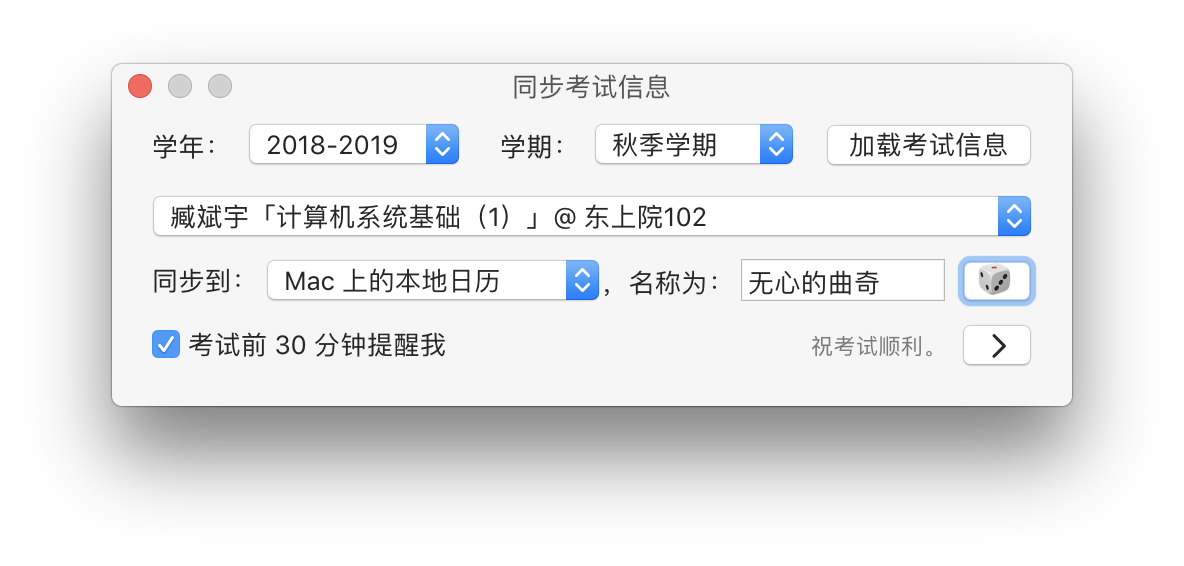 同步考试信息
学年： 2018-2019 学期： 秋季学期 加载考试信息
臧斌宇「计算机系统基础（1）」@ 东上院102
同步到： Mac 上的本地日历 ，名称为： 无心的曲奇
考试前 30 分钟提醒我 祝考试顺利。